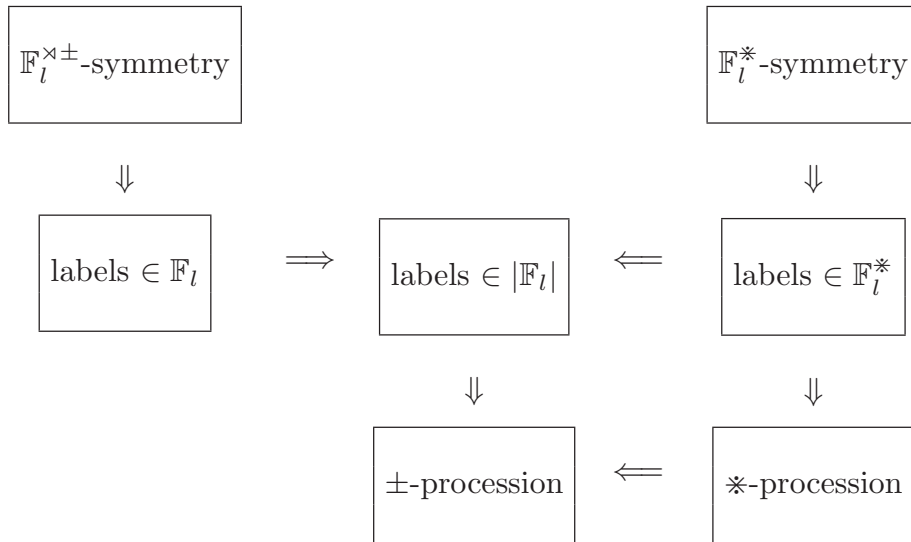 𝔽_l^{⋊±}-symmetry 𝔽_l^※-symmetry
⇓ ⇓
labels ∈ 𝔽_l ⟹ labels ∈ |𝔽_l| ⟸ labels ∈ 𝔽_l^※
⇓ ⇓
±-procession ⟸ ※-procession